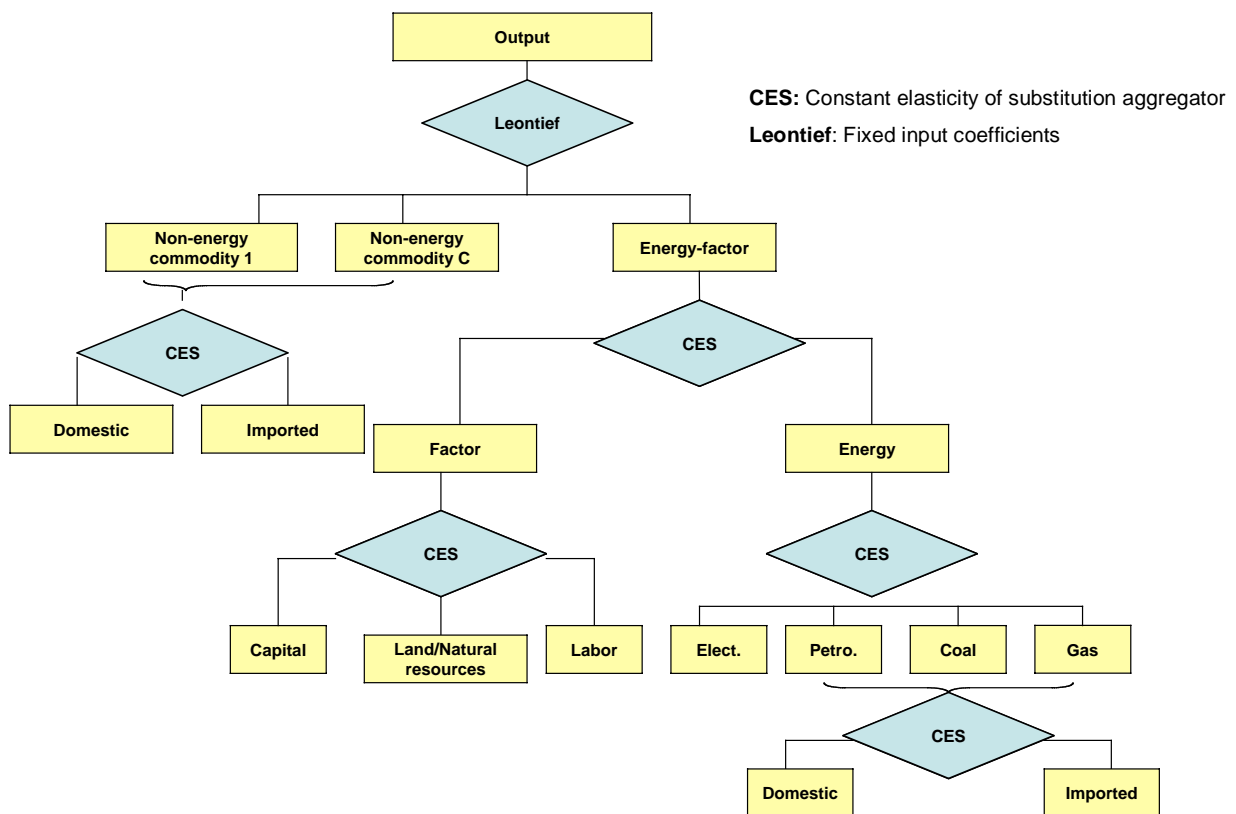 Output
CES: Constant elasticity of substitution aggregator
Leontief
Leontief: Fixed input coefficients
Non-energy
commodity 1
Non-energy
commodity C
Energy-factor
CES
CES
Domestic
Imported
Factor
Energy
CES
CES
Capital
Land/Natural
resources
Labor
Elect.
Petro.
Coal
Gas
CES
Domestic
Imported